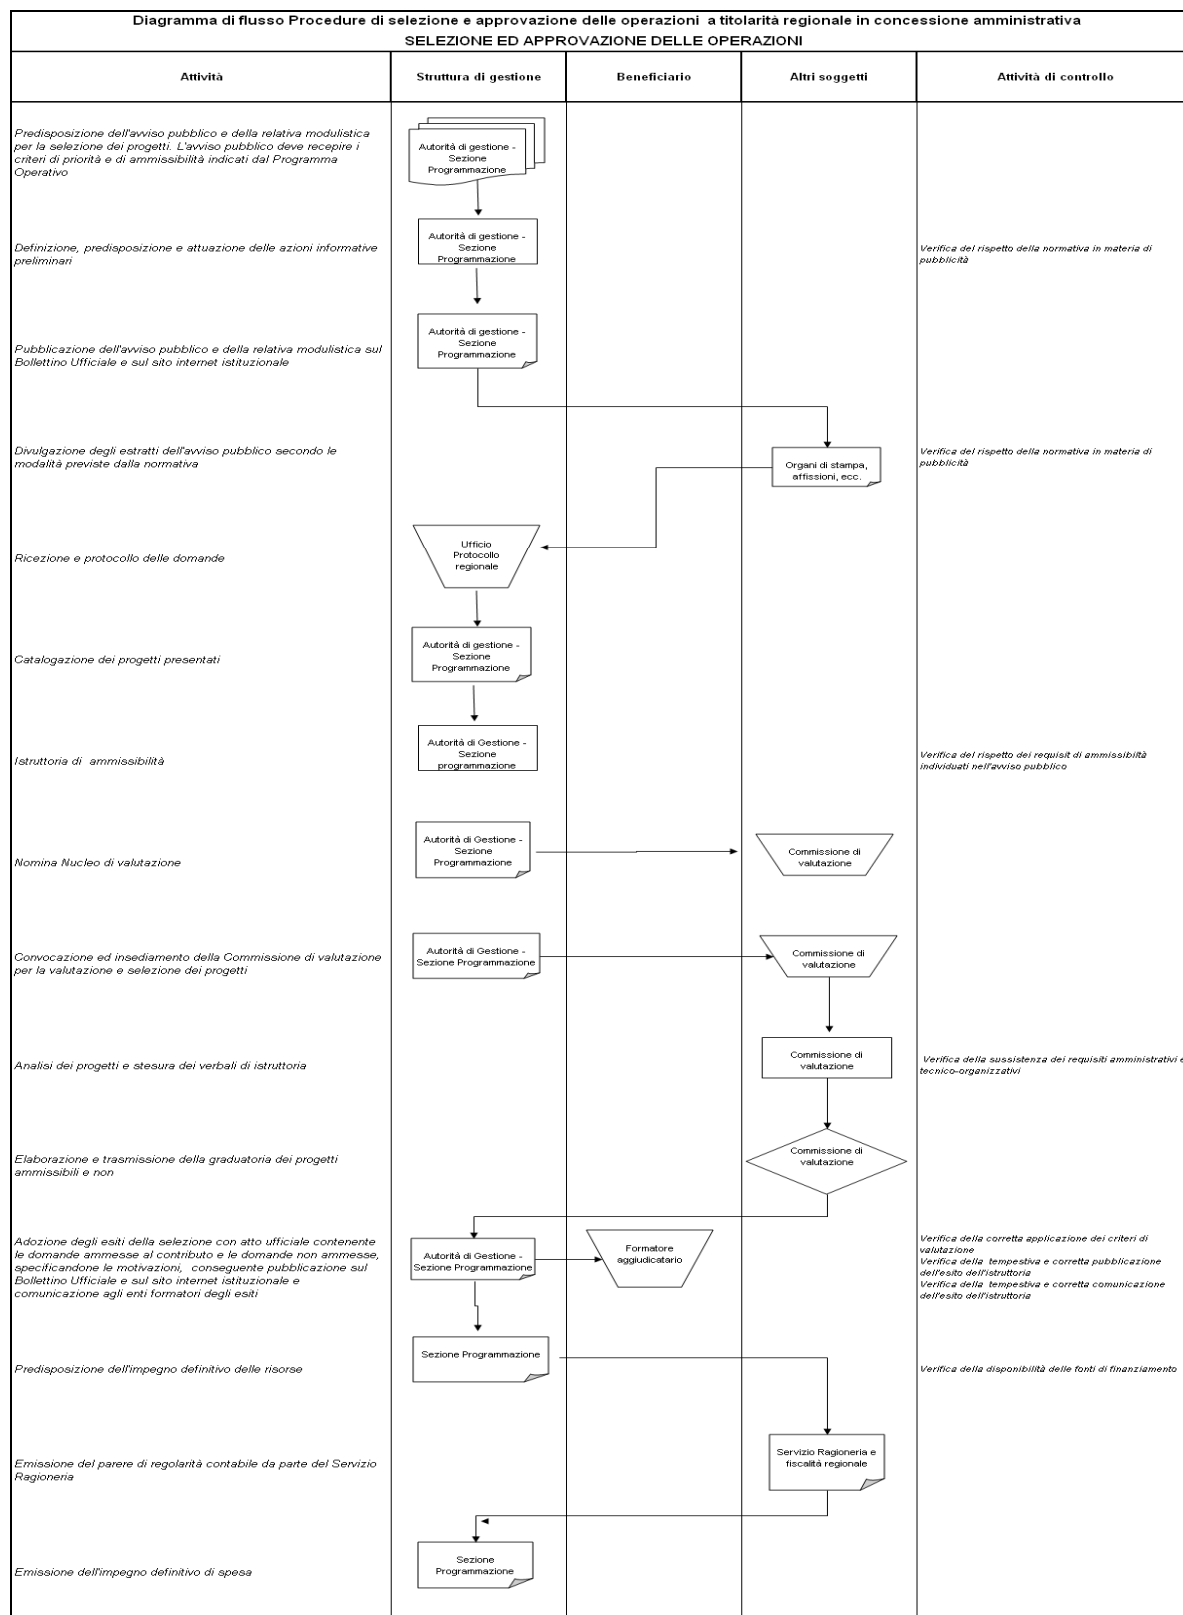 Diagramma di flusso Procedure di selezione e approvazione delle operazioni a titolarità regionale in concessione amministrativa
SELEZIONE ED APPROVAZIONE DELLE OPERAZIONI
Attività
Struttura di gestione
Beneficiario
Altri soggetti
Attività di controllo
Predisposizione dell'avviso pubblico e della relativa modulistica
per la selezione dei progetti. L'avviso pubblico deve recepire i
criteri di priorità e di ammissibilità indicati dal Programma
Operativo
Autorità di gestione -
Sezione
Programmazione
Definizione, predisposizione e attuazione delle azioni informative
preliminari
Autorità di gestione -
Sezione
Programmazione
Verifica del rispetto della normativa in materia di
pubblicità
Pubblicazione dell'avviso pubblico e della relativa modulistica sul
Bollettino Ufficiale e sul sito internet istituzionale
Autorità di gestione -
Sezione
Programmazione
Divulgazione degli estratti dell'avviso pubblico secondo le
modalità previste dalla normativa
Organi di stampa,
affissioni, ecc.
Verifica del rispetto della normativa in materia di
pubblicità
Ricezione e protocollo delle domande
Ufficio
Protocollo
regionale
Catalogazione dei progetti presentati
Autorità di gestione -
Sezione
Programmazione
Istruttoria di ammissibilità
Autorità di Gestione -
Sezione
programmazione
Verifica del rispetto dei requisit di ammissibiltà
individuati nell'avviso pubblico
Nomina Nucleo di valutazione
Autorità di Gestione -
Sezione
Programmazione
Commissione di
valutazione
Convocazione ed insediamento della Commissione di valutazione
per la valutazione e selezione dei progetti
Autorità di Gestione -
Sezione Programmazione
Commissione di
valutazione
Analisi dei progetti e stesura dei verbali di istruttoria
Commissione di
valutazione
Verifica della sussistenza dei requisiti amministrativi e
tecnico-organizzativi
Elaborazione e trasmissione della graduatoria dei progetti
ammissibili e non
Commissione di
valutazione
Adozione degli esiti della selezione con atto ufficiale contenente
le domande ammesse al contributo e le domande non ammesse,
specificandone le motivazioni, conseguente pubblicazione sul
Bollettino Ufficiale e sul sito internet istituzionale e
comunicazione agli enti formatori degli esiti
Autorità di Gestione -
Sezione Programmazione
Formatore
aggiudicatario
Verifica della corretta applicazione dei criteri di
valutazione
Verifica della tempestiva e corretta pubblicazione
dell'esito dell'istruttoria
Verifica della tempestiva e corretta comunicazione
dell'esito dell'istruttoria
Predisposizione dell'impegno definitivo delle risorse
Sezione Programmazione
Verifica della disponibilità delle fonti di finanziamento
Emissione del parere di regolarità contabile da parte del Servizio
Ragioneria
Servizio Ragioneria e
fiscalità regionale
Emissione dell'impegno definitivo di spesa
Sezione
Programmazione